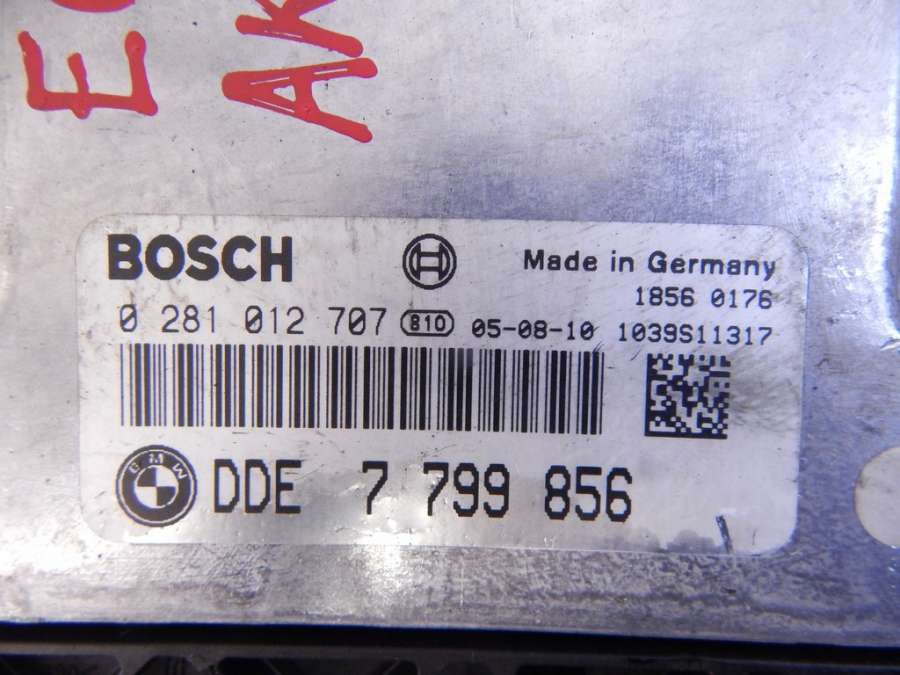 BOSCH
Made in Germany
1856 0176
0 281 012 707 810 05-08-10 1039S11317
BMW
DDE 7 799 856